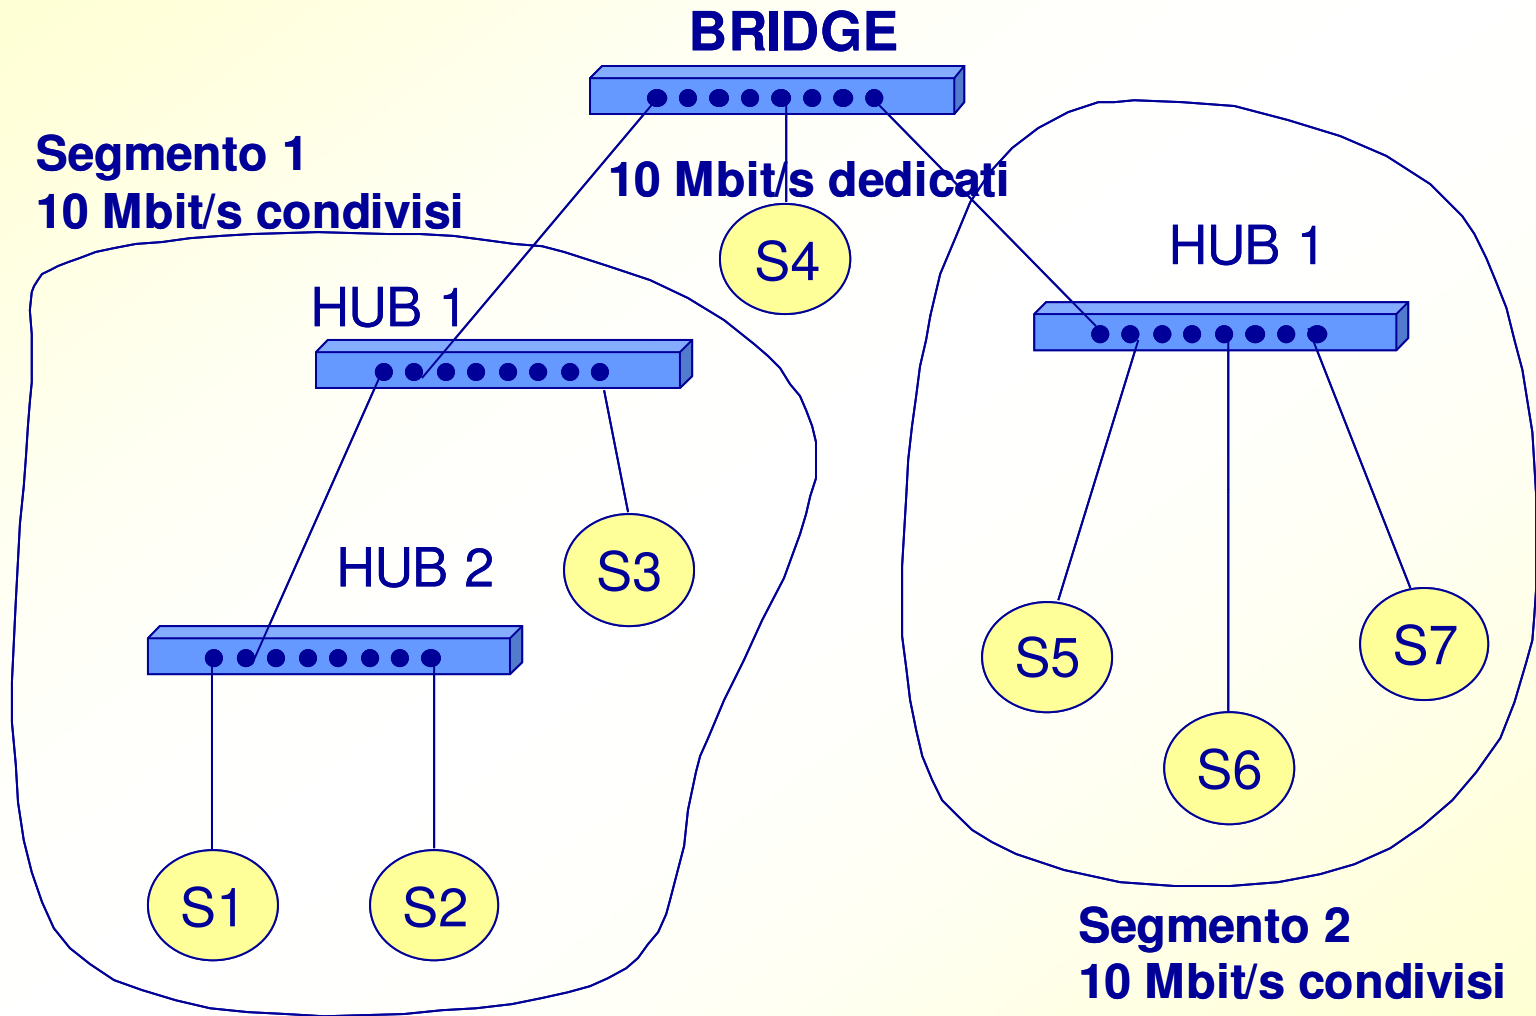 BRIDGE
Segmento 1
10 Mbit/s condivisi
10 Mbit/s dedicati
S4
HUB 1
HUB 1
HUB 2
S3
S5
S7
S6
S1
S2
Segmento 2
10 Mbit/s condivisi